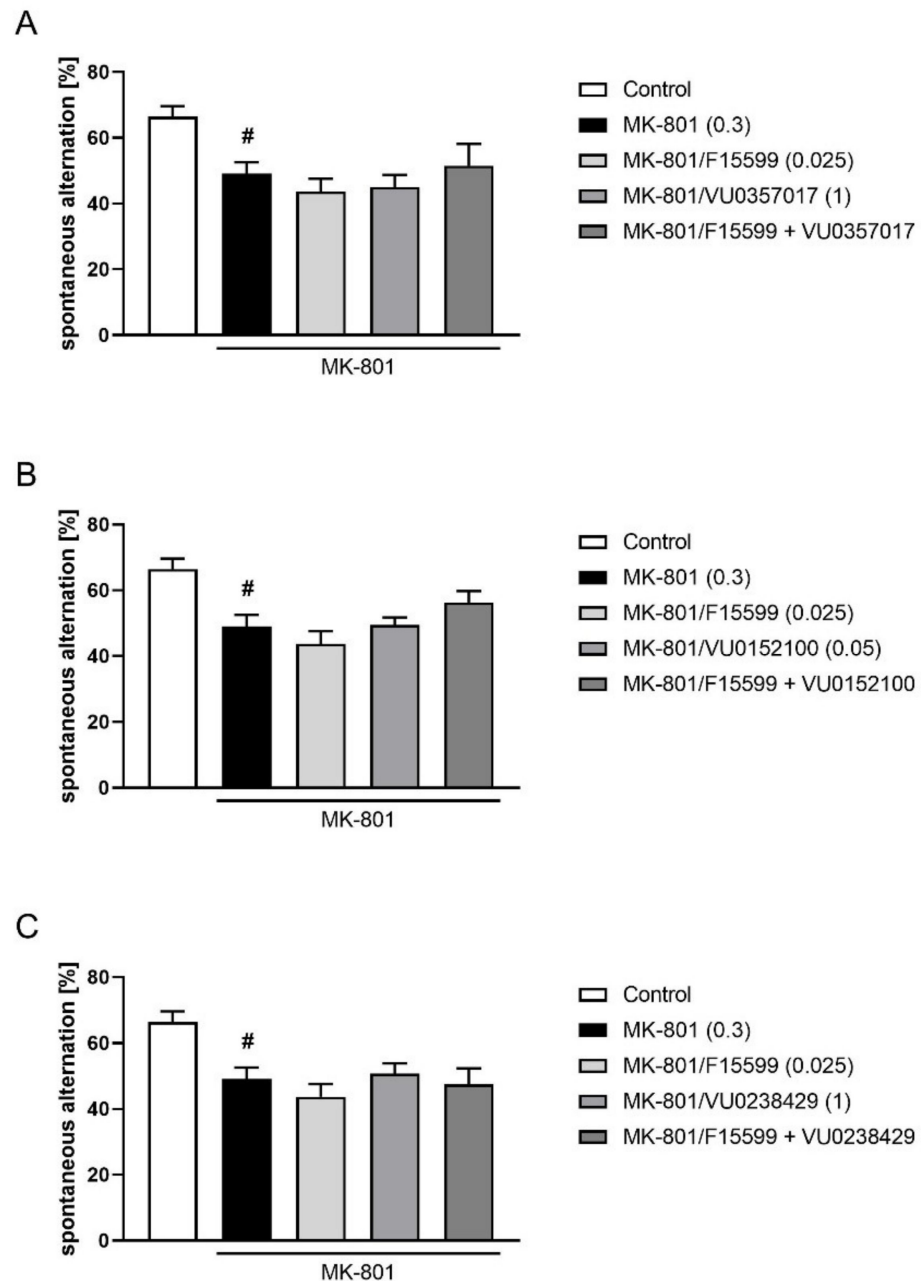 A
spontaneous alternation [%]
80
60
40
20
0
#
MK-801
Control
MK-801 (0.3)
MK-801/F15599 (0.025)
MK-801/VU0357017 (1)
MK-801/F15599 + VU0357017
B
spontaneous alternation [%]
80
60
40
20
0
#
MK-801
Control
MK-801 (0.3)
MK-801/F15599 (0.025)
MK-801/VU0152100 (0.05)
MK-801/F15599 + VU0152100
C
spontaneous alternation [%]
80
60
40
20
0
#
MK-801
Control
MK-801 (0.3)
MK-801/F15599 (0.025)
MK-801/VU0238429 (1)
MK-801/F15599 + VU0238429